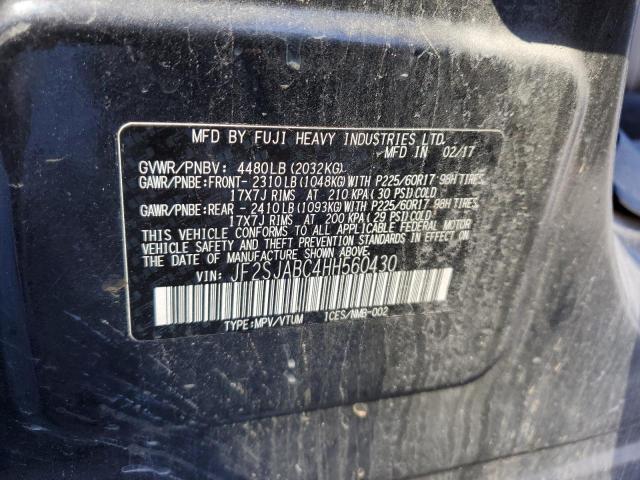 MFD BY FUJI HEAVY INDUSTRIES LTD.
MFD IN 02/17
GVWR/PNBV: 4480LB(2032KG)
GAWR/PNBE:FRONT-2310LB(1048KG)WITH P225/60R17 98H TIRES
17X7J RIMS AT 210 KPA(30 PSI)COLD
GAWR/PNBE:REAR -2410LB(1093KG)WITH P225/60R17 98H TIRES
17X7J RIMS AT 200 KPA(29 PSI)COLD
THIS VEHICLE CONFORMS TO ALL APPLICABLE FEDERAL MOTOR
VEHICLE SAFETY AND THEFT PREVENTION STANDARDS IN EFFECT ON
THE DATE OF MANUFACTURE SHOWN ABOVE.
VIN: JF2SJABC4HH560430
TYPE:MPV/VTUM 1CES/NMB-002